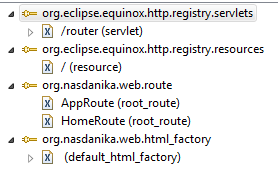 org.eclipse.equinox.http.registry.servlets
/router (servlet)
org.eclipse.equinox.http.registry.resources
/ (resource)
org.nasdanika.web.route
AppRoute (root_route)
HomeRoute (root_route)
org.nasdanika.web.html_factory
(default_html_factory)